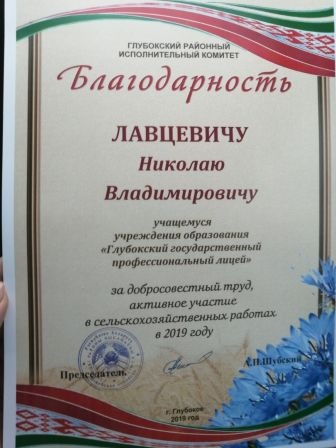 ГЛУБОКСКИЙ РАЙОННЫЙ
ИСПОЛНИТЕЛЬНЫЙ КОМИТЕТ
Благодарность
ЛАВЦЕВИЧУ
Николаю
Владимировичу
учащемуся
учреждения образования
«Глубокский государственный
профессиональный лицей»
за добросовестный труд,
активное участие
в сельскохозяйственных работах
в 2019 году
Председатель
А.Н.Шубский
г. Глубокое
2019 год